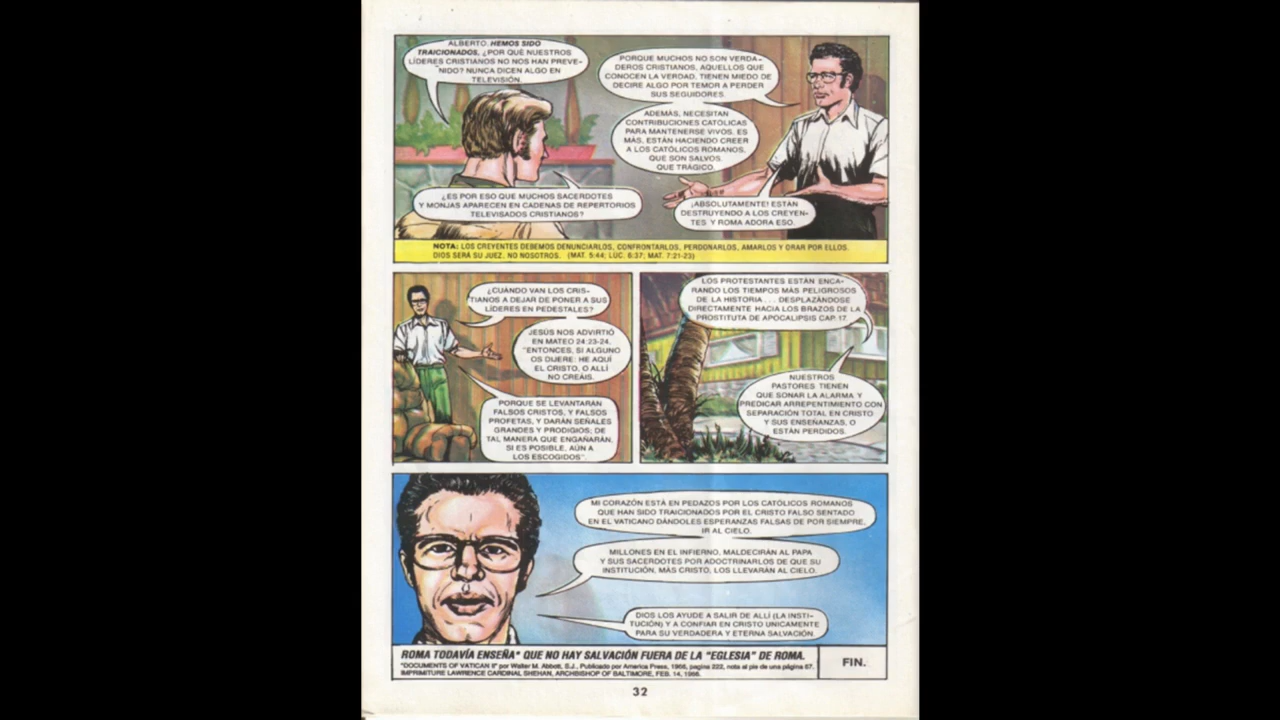 ALBERTO, HEMOS SIDO
TRAICIONADOS, ¿POR QUÉ NUESTROS
LÍDERES CRISTIANOS NO NOS HAN PREVE-
NIDO? NUNCA DICEN ALGO EN
TELEVISIÓN.
PORQUE MUCHOS NO SON VERDA-
DEROS CRISTIANOS, AQUELLOS QUE
CONOCEN LA VERDAD, TIENEN MIEDO DE
DECIRE ALGO POR TEMOR A PERDER
SUS SEGUIDORES.
ADEMÁS, NECESITAN
CONTRIBUCIONES CATÓLICAS
PARA MANTENERSE VIVOS. ES
MÁS, ESTÁN HACIENDO CREER
A LOS CATÓLICOS ROMANOS,
QUE SON SALVOS.
QUE TRÁGICO.
¿ES POR ESO QUE MUCHOS SACERDOTES
Y MONJAS APARECEN EN CADENAS DE REPERTORIOS
TELEVISADOS CRISTIANOS?
¡ABSOLUTAMENTE! ESTÁN
DESTRUYENDO A LOS CREYEN-
TES Y ROMA ADORA ESO.
NOTA: LOS CREYENTES DEBEMOS DENUNCIARLOS, CONFRONTARLOS, PERDONARLOS, AMARLOS Y ORAR POR ELLOS.
DIOS SERÁ SU JUEZ, NO NOSOTROS. (MAT. 5:44; LUC. 6:37; MAT. 7:21-23)
¿CUÁNDO VAN LOS CRIS-
TIANOS A DEJAR DE PONER A SUS
LÍDERES EN PEDESTALES?
JESÚS NOS ADVIRTIÓ
EN MATEO 24:23-24,
"ENTONCES, SI ALGUNO
OS DIJERE: HE AQUÍ
EL CRISTO, O ALLÍ
NO CREÁIS.
PORQUE SE LEVANTARÁN
FALSOS CRISTOS, Y FALSOS
PROFETAS, Y DARÁN SEÑALES
GRANDES Y PRODIGIOS; DE
TAL MANERA QUE ENGAÑARÁN,
SI ES POSIBLE, AÚN A
LOS ESCOGIDOS".
LOS PROTESTANTES ESTÁN ENCA-
RANDO LOS TIEMPOS MÁS PELIGROSOS
DE LA HISTORIA . . . DESPLAZÁNDOSE
DIRECTAMENTE HACIA LOS BRAZOS DE LA
PROSTITUTA DE APOCALIPSIS CAP. 17.
NUESTROS
PASTORES TIENEN
QUE SONAR LA ALARMA Y
PREDICAR ARREPENTIMIENTO CON
SEPARACIÓN TOTAL EN CRISTO
Y SUS ENSEÑANZAS, O
ESTÁN PERDIDOS.
MI CORAZÓN ESTÁ EN PEDAZOS POR LOS CATÓLICOS ROMANOS
QUE HAN SIDO TRAICIONADOS POR EL CRISTO FALSO SENTADO
EN EL VATICANO DÁNDOLES ESPERANZAS FALSAS DE POR SIEMPRE,
IR AL CIELO.
MILLONES EN EL INFIERNO, MALDECIRÁN AL PAPA
Y SUS SACERDOTES POR ADOCTRINARLOS DE QUE SU
INSTITUCIÓN, MÁS CRISTO, LOS LLEVARÁN AL CIELO.
DIOS LOS AYUDE A SALIR DE ALLÍ (LA INSTI-
TUCIÓN) Y A CONFIAR EN CRISTO UNICAMENTE
PARA SU VERDADERA Y ETERNA SALVACIÓN.
ROMA TODAVÍA ENSEÑA* QUE NO HAY SALVACIÓN FUERA DE LA "EGLESIA" DE ROMA.
*DOCUMENTS OF VATICAN II" por Walter M. Abbott, S.J., Publicado por America Press, 1966, pagina 222, nota al pie de una página 67.
IMPRIMITURE LAWRENCE CARDINAL SHEHAN, ARCHBISHOP OF BALTIMORE, FEB. 14, 1966.
FIN.
32